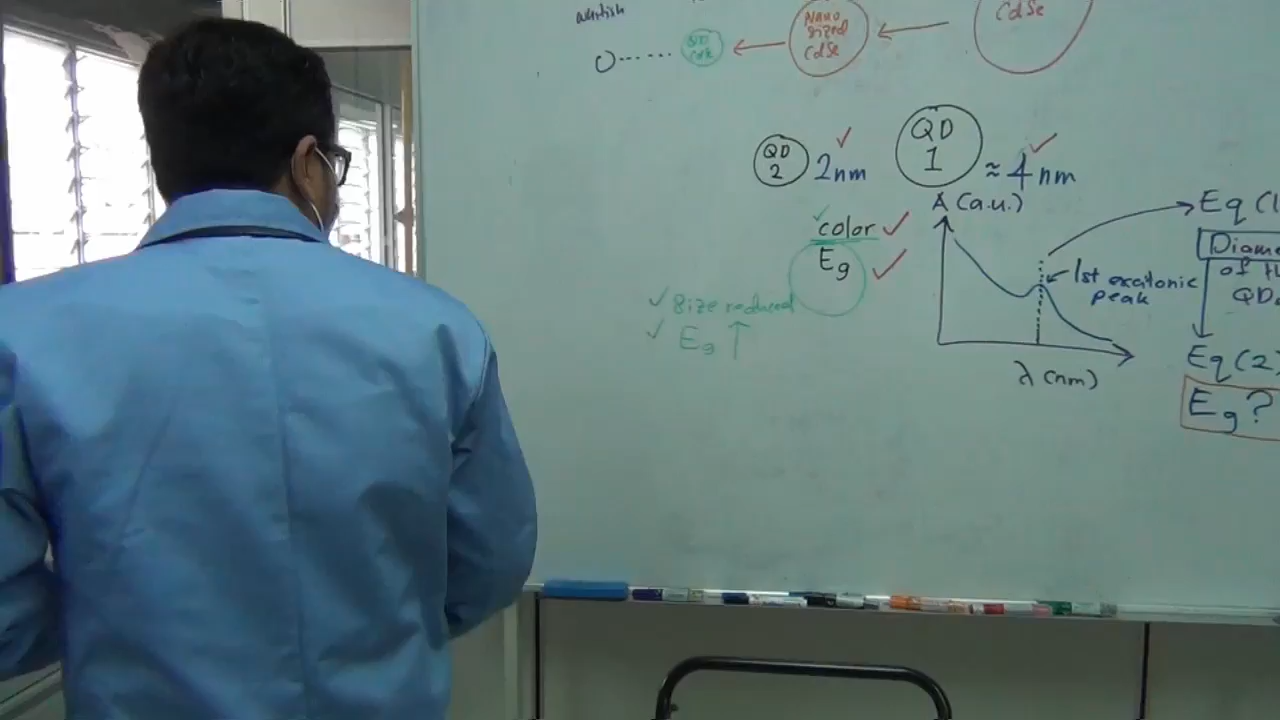 CdSe
Nano
Sized
CdSe
QD
1
≈ 4 nm
QD
2
2nm
color
Eg
Size reduced
Eg ↑
A (a.u.)
1st excitonic
peak
λ (nm)
Eq (1
Diame
of th
QDs
Eq (2)
Eg ?